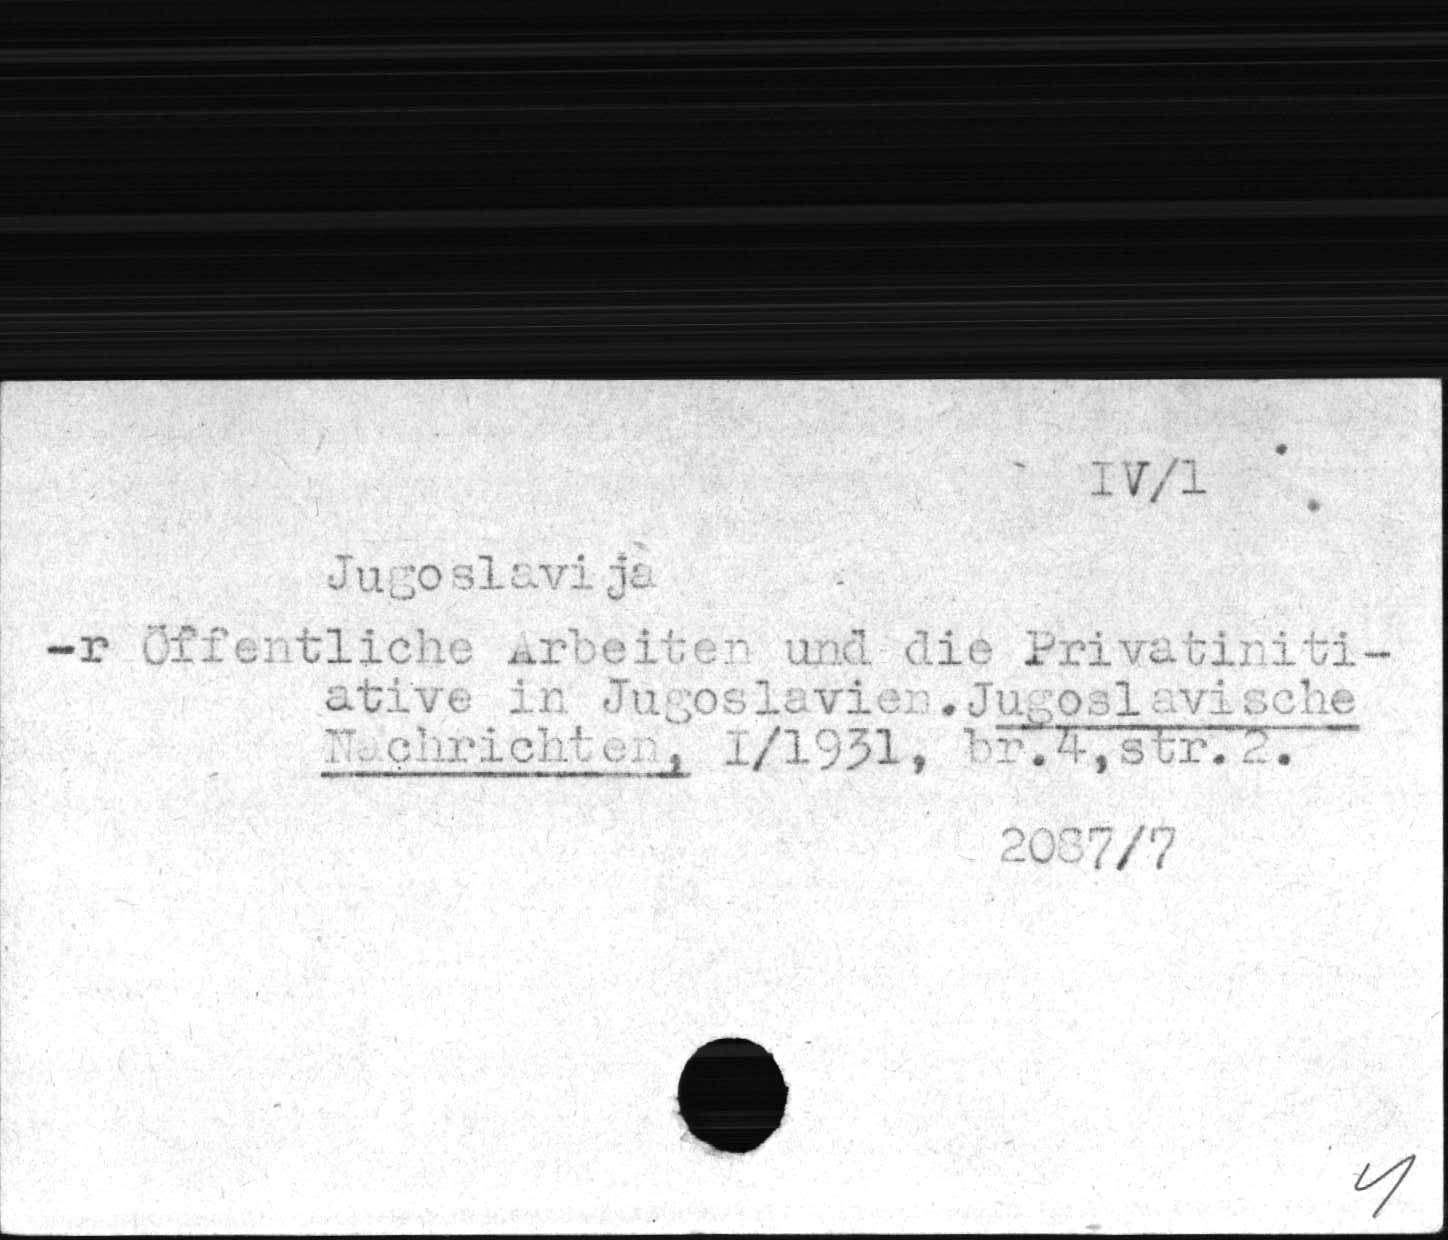 IV/1
Jugoslavija
-r Öffentliche Arbeiten und die Privatiniti-
ative in Jugoslavien.Jugoslavische
Nachrichten, I/1931, br.4,str.2.
2087/7